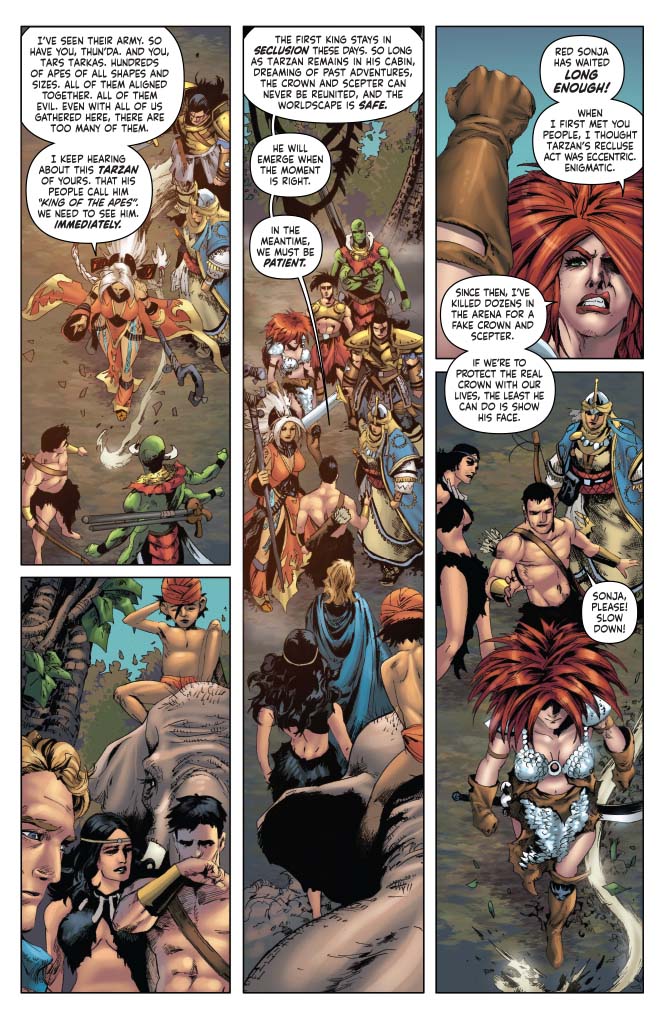 I'VE SEEN THEIR ARMY. SO
HAVE YOU, THUN'DA. AND YOU,
TARS TARKAS. HUNDREDS
OF APES OF ALL SHAPES AND
SIZES. ALL OF THEM ALIGNED
TOGETHER. ALL OF THEM
EVIL. EVEN WITH ALL OF US
GATHERED HERE, THERE ARE
TOO MANY OF THEM.
I KEEP HEARING
ABOUT THIS TARZAN
OF YOURS. THAT HIS
PEOPLE CALL HIM
"KING OF THE APES".
WE NEED TO SEE HIM.
IMMEDIATELY.
THE FIRST KING STAYS IN
SECLUSION THESE DAYS. SO LONG
AS TARZAN REMAINS IN HIS CABIN,
DREAMING OF PAST ADVENTURES,
THE CROWN AND SCEPTER CAN
NEVER BE REUNITED, AND THE
WORLDSCAPE IS SAFE.
HE WILL
EMERGE WHEN
THE MOMENT
IS RIGHT.
IN THE
MEANTIME,
WE MUST BE
PATIENT.
RED SONJA
HAS WAITED
LONG
ENOUGH!
WHEN
I FIRST MET YOU
PEOPLE, I THOUGHT
TARZAN'S RECLUSE
ACT WAS ECCENTRIC.
ENIGMATIC.
SINCE THEN, I'VE
KILLED DOZENS IN
THE ARENA FOR A
FAKE CROWN AND
SCEPTER.
IF WE'RE TO
PROTECT THE REAL
CROWN WITH OUR
LIVES, THE LEAST HE
CAN DO IS SHOW
HIS FACE.
SONJA,
PLEASE!
SLOW
DOWN!